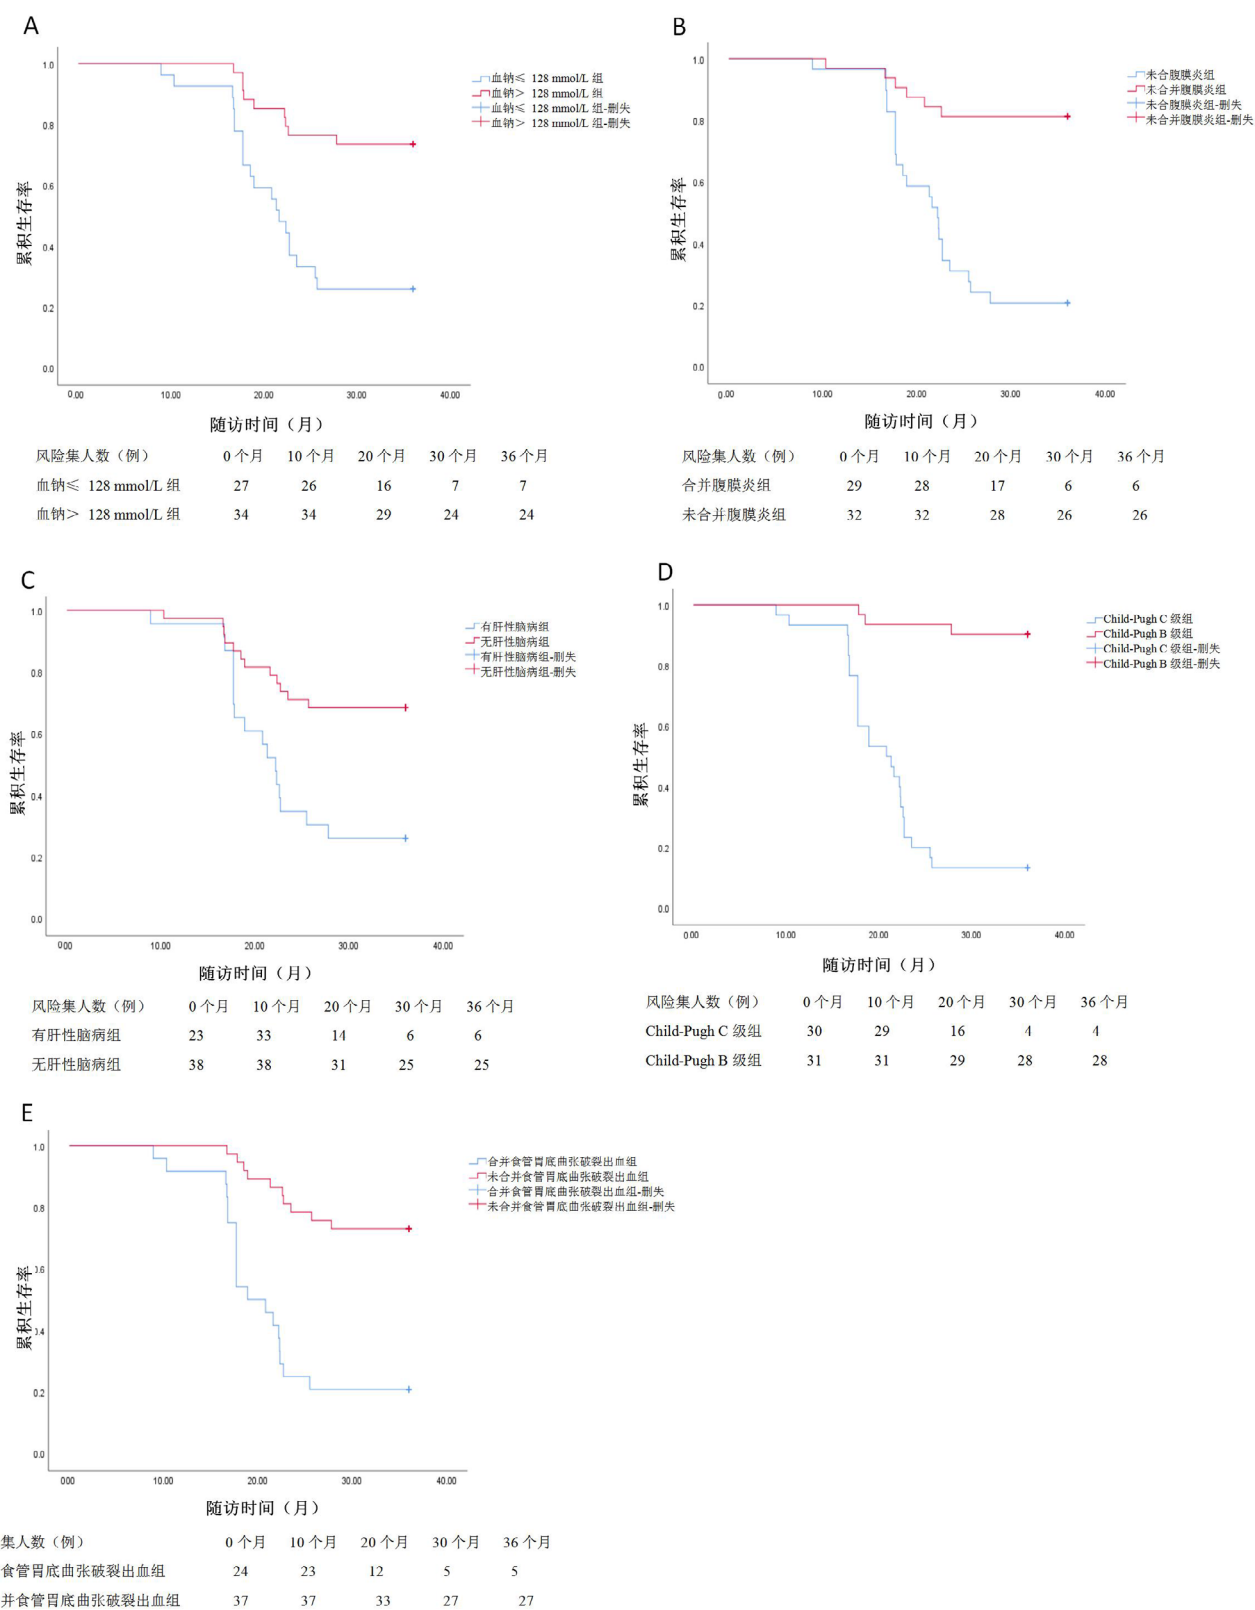 A
1.0
0.8
0.6
0.4
0.2
0.0
累积生存率
血钠≤ 128 mmol/L 组
血钠> 128 mmol/L 组
血钠≤ 128 mmol/L 组-删失
血钠> 128 mmol/L 组-删失
0.00 10.00 20.00 30.00 40.00
随访时间（月）
风险集人数（例） 0 个月 10 个月 20 个月 30 个月 36 个月
血钠≤ 128 mmol/L 组 27 26 16 7 7
血钠> 128 mmol/L 组 34 34 29 24 24
B
1.0
0.8
0.6
0.4
0.2
0.0
累积生存率
未合腹膜炎组
未合并腹膜炎组
未合腹膜炎组-删失
未合并腹膜炎组-删失
0.00 10.00 20.00 30.00 40.00
随访时间（月）
风险集人数（例） 0 个月 10 个月 20 个月 30 个月 36 个月
合并腹膜炎组 29 28 17 6 6
未合并腹膜炎组 32 32 28 26 26
C
1.0
0.8
0.6
0.4
0.2
0.0
累积生存率
有肝性脑病组
无肝性脑病组
有肝性脑病组-删失
无肝性脑病组-删失
0.00 10.00 20.00 30.00 40.00
随访时间（月）
风险集人数（例） 0 个月 10 个月 20 个月 30 个月 36 个月
有肝性脑病组 23 33 14 6 6
无肝性脑病组 38 38 31 25 25
D
1.0
0.8
0.6
0.4
0.2
0.0
累积生存率
Child-Pugh C 级组
Child-Pugh B 级组
Child-Pugh C 级组-删失
Child-Pugh B 级组-删失
0.00 10.00 20.00 30.00 40.00
随访时间（月）
风险集人数（例） 0 个月 10 个月 20 个月 30 个月 36 个月
Child-Pugh C 级组 30 29 16 4 4
Child-Pugh B 级组 31 31 29 28 28
E
1.0
0.8
0.6
0.4
0.2
0.0
累积生存率
合并食管胃底曲张破裂出血组
未合并食管胃底曲张破裂出血组
合并食管胃底曲张破裂出血组-删失
未合并食管胃底曲张破裂出血组-删失
000 10.00 20.00 30.00 40.00
随访时间（月）
集人数（例） 0 个月 10 个月 20 个月 30 个月 36 个月
食管胃底曲张破裂出血组 24 23 12 5 5
并食管胃底曲张破裂出血组 37 37 33 27 27